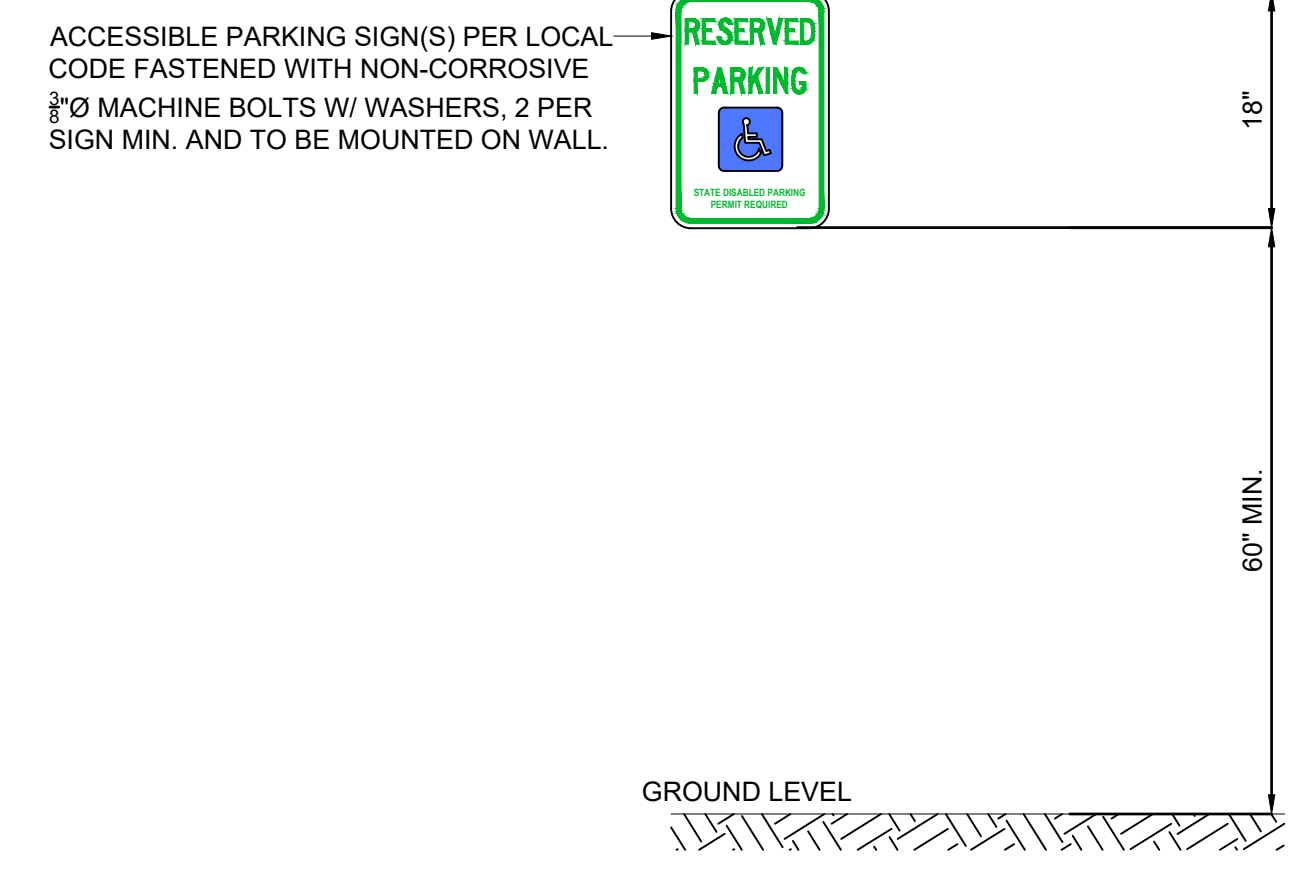 ACCESSIBLE PARKING SIGN(S) PER LOCAL
CODE FASTENED WITH NON-CORROSIVE
3/8"Ø MACHINE BOLTS W/ WASHERS, 2 PER
SIGN MIN. AND TO BE MOUNTED ON WALL.
RESERVED
PARKING
STATE DISABLED PARKING
PERMIT REQUIRED
18"
60" MIN.
GROUND LEVEL